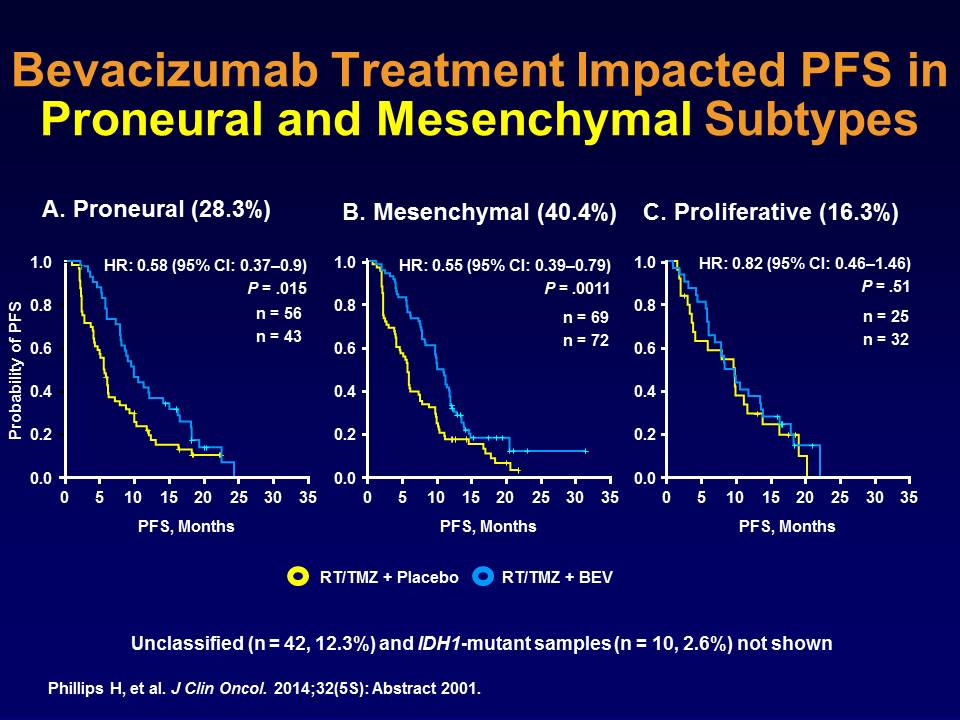 Bevacizumab Treatment Impacted PFS in
Proneural and Mesenchymal Subtypes
A. Proneural (28.3%)
HR: 0.58 (95% CI: 0.37–0.9)
P = .015
n = 56
n = 43
Probability of PFS
1.0
0.8
0.6
0.4
0.2
0.0
0 5 10 15 20 25 30 35
PFS, Months
B. Mesenchymal (40.4%)
HR: 0.55 (95% CI: 0.39–0.79)
P = .0011
n = 69
n = 72
1.0
0.8
0.6
0.4
0.2
0.0
0 5 10 15 20 25 30 35
PFS, Months
C. Proliferative (16.3%)
HR: 0.82 (95% CI: 0.46–1.46)
P = .51
n = 25
n = 32
1.0
0.8
0.6
0.4
0.2
0.0
0 5 10 15 20 25 30 35
PFS, Months
RT/TMZ + Placebo RT/TMZ + BEV
Unclassified (n = 42, 12.3%) and IDH1-mutant samples (n = 10, 2.6%) not shown
Phillips H, et al. J Clin Oncol. 2014;32(5S): Abstract 2001.